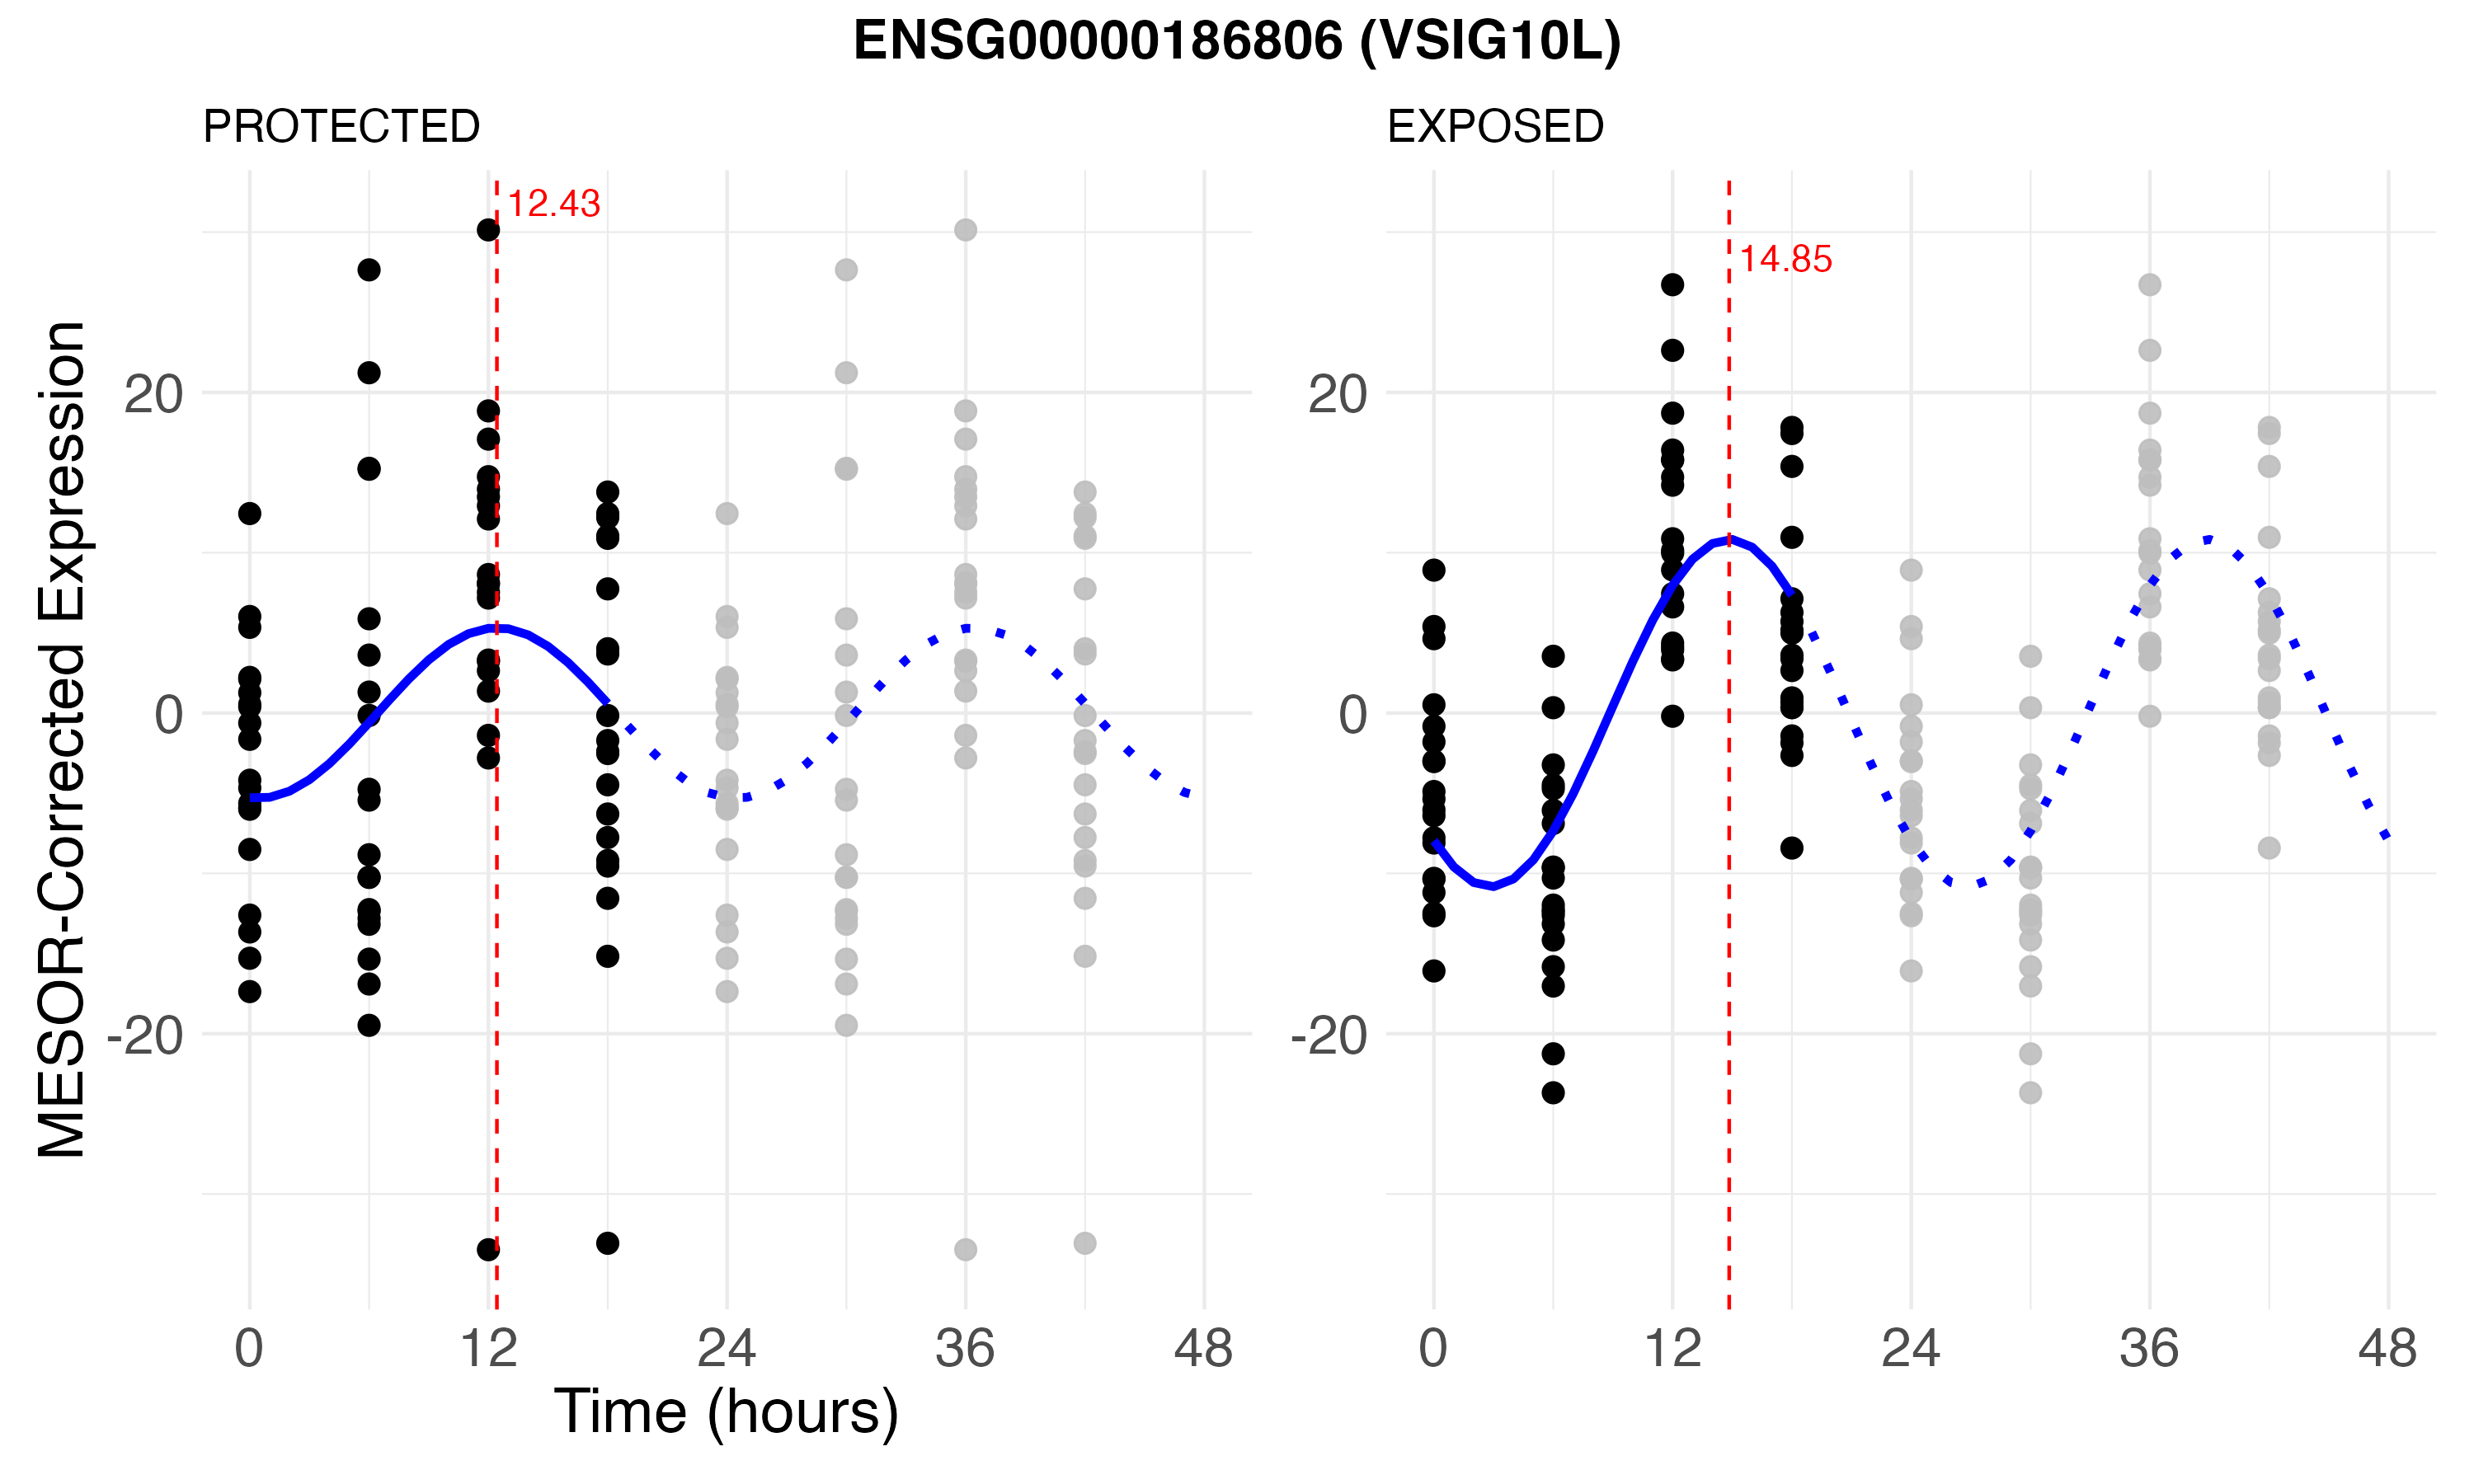 ENSG00000186806 (VSIG10L)
PROTECTED
EXPOSED
12.43
14.85
MESOR-Corrected Expression
20
0
-20
20
0
-20
0 12 24 36 48
0 12 24 36 48
Time (hours)